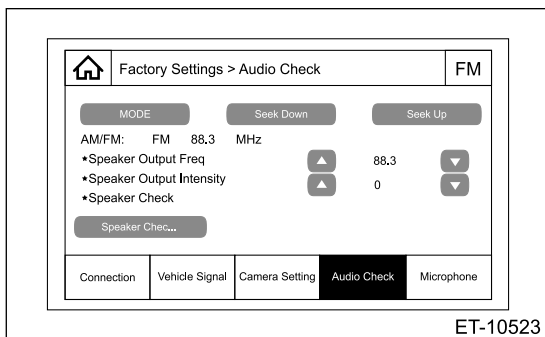 Factory Settings > Audio Check FM
MODE Seek Down Seek Up
AM/FM: FM 88.3 MHz
★Speaker Output Freq 88.3
★Speaker Output Intensity 0
★Speaker Check
Speaker Chec...
Connection Vehicle Signal Camera Setting Audio Check Microphone
ET-10523